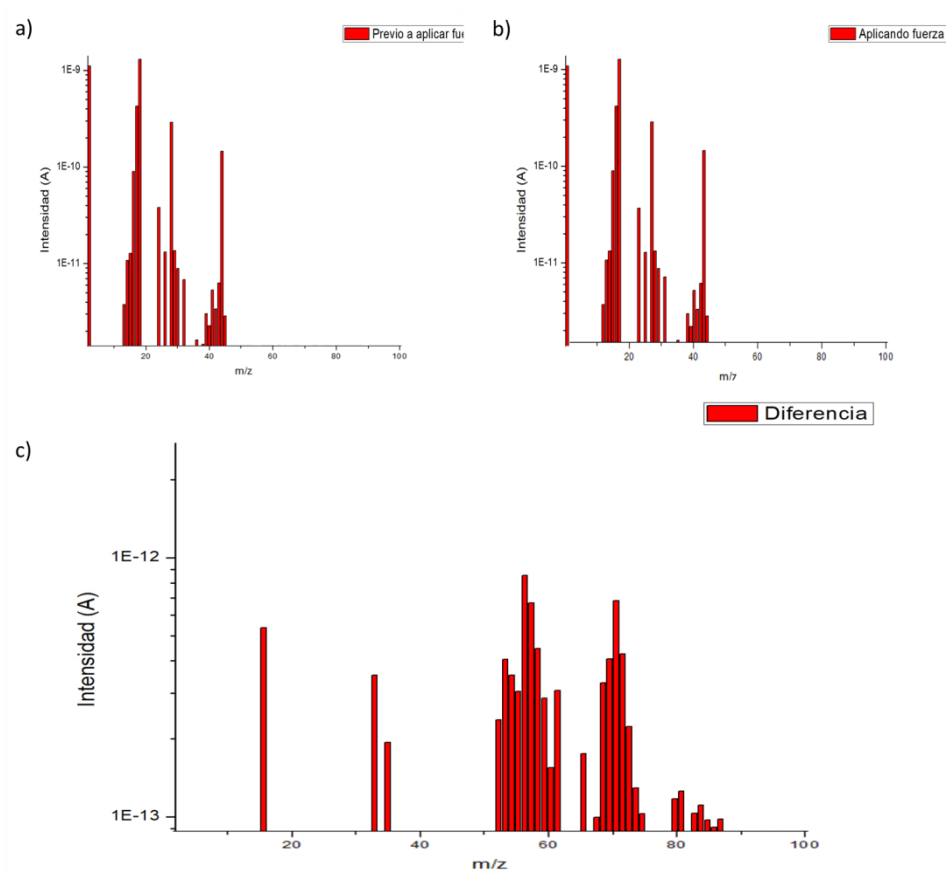 a)
Previo a aplicar fue
1E-9
1E-10
1E-11
Intensidad (A)
20 40 60 80 100
m/z
b)
Aplicando fuerza
1E-9
1E-10
1E-11
Intensidad (A)
20 40 60 80 100
m/z
c)
Diferencia
1E-12
1E-13
Intensidad (A)
20 40 60 80 100
m/z